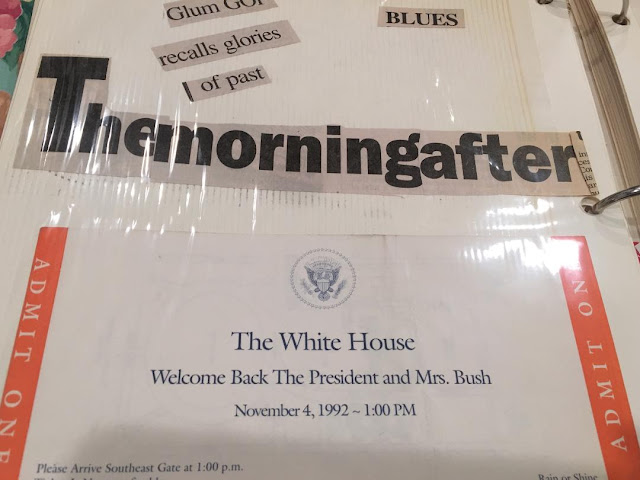 Glum GOP
BLUES
recalls glories
of past
Themorningafter
ADMIT ONE
The White House
Welcome Back The President and Mrs. Bush
November 4, 1992 ~ 1:00 PM
ADMIT ON
Please Arrive Southeast Gate at 1:00 p.m.
Rain or Shine